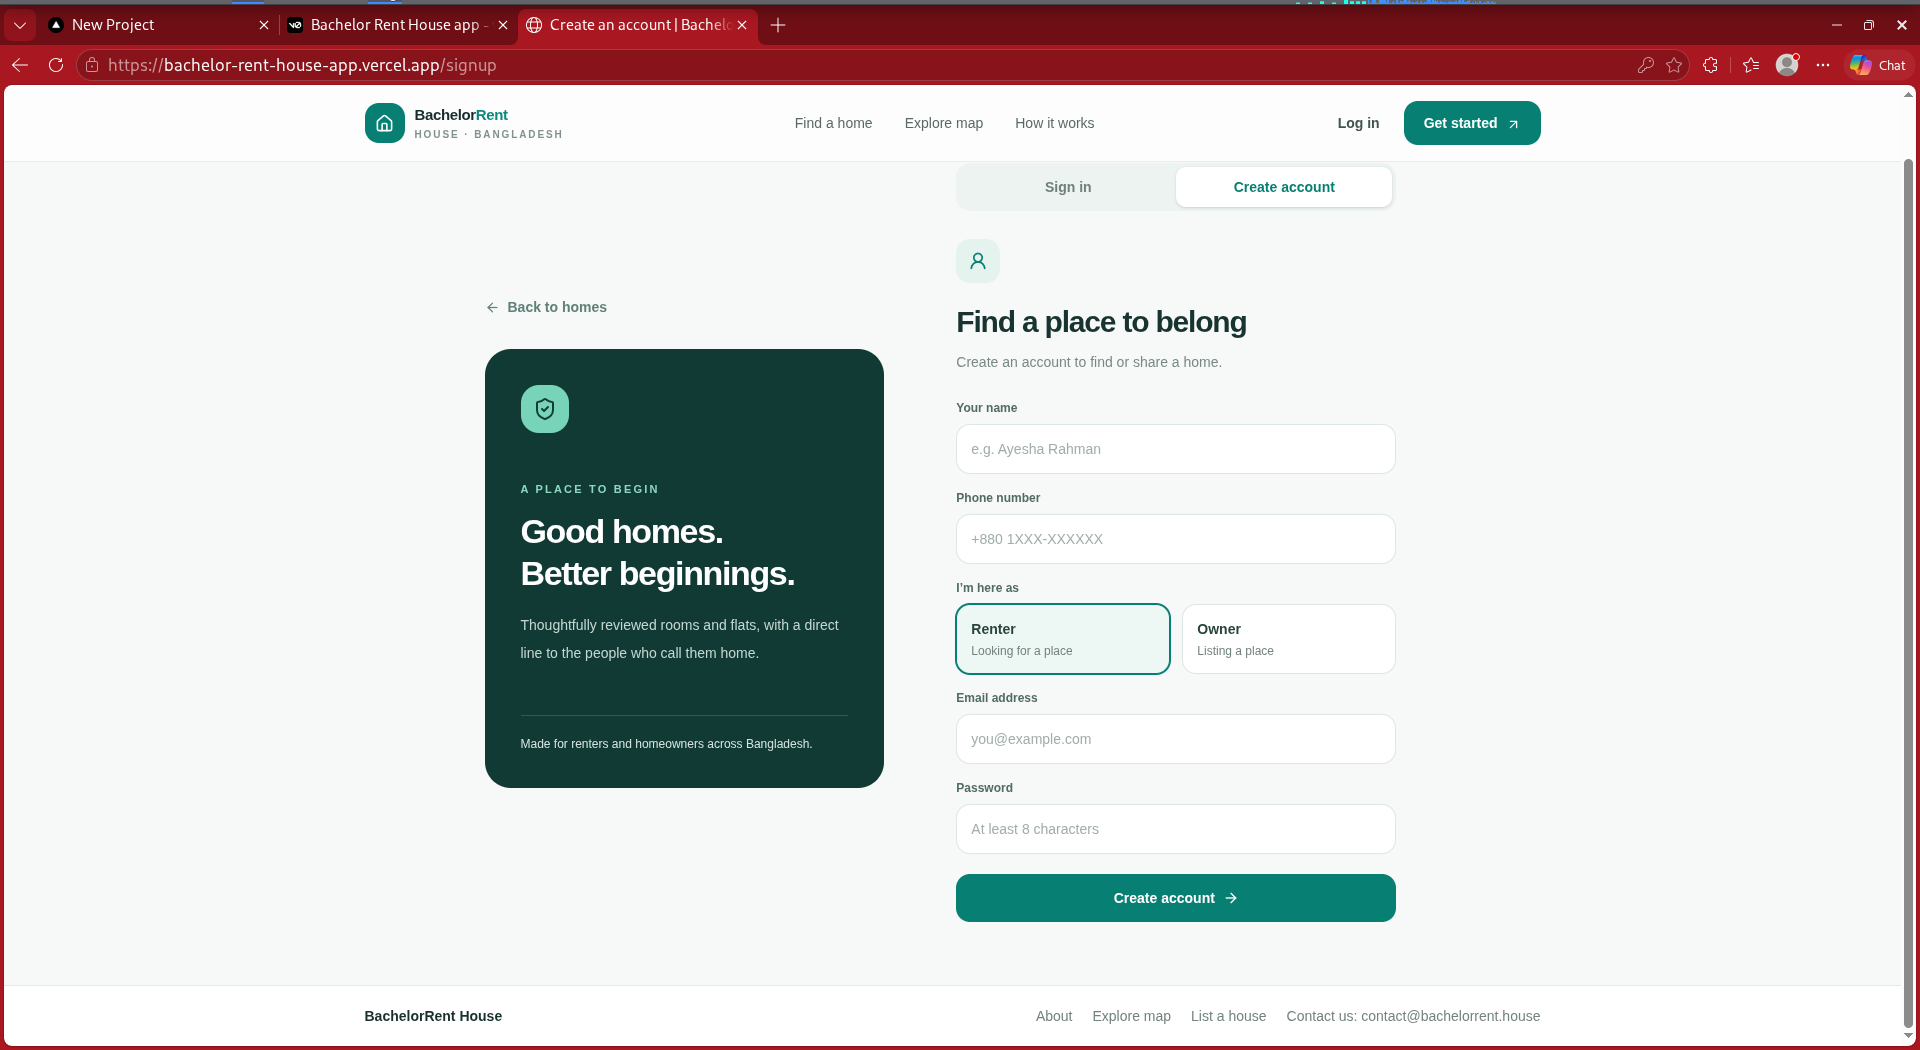 New Project
Bachelor Rent House app -
Create an account | Bachelo
https://bachelor-rent-house-app.vercel.app/signup
Chat
BachelorRent
HOUSE · BANGLADESH
Find a home
Explore map
How it works
Log in
Get started
Sign in
Create account
Back to homes
A PLACE TO BEGIN
Good homes.
Better beginnings.
Thoughtfully reviewed rooms and flats, with a direct
line to the people who call them home.
Made for renters and homeowners across Bangladesh.
Find a place to belong
Create an account to find or share a home.
Your name
e.g. Ayesha Rahman
Phone number
+880 1XXX-XXXXXX
I'm here as
Renter
Looking for a place
Owner
Listing a place
Email address
you@example.com
Password
At least 8 characters
Create account
BachelorRent House
About
Explore map
List a house
Contact us: contact@bachelorrent.house